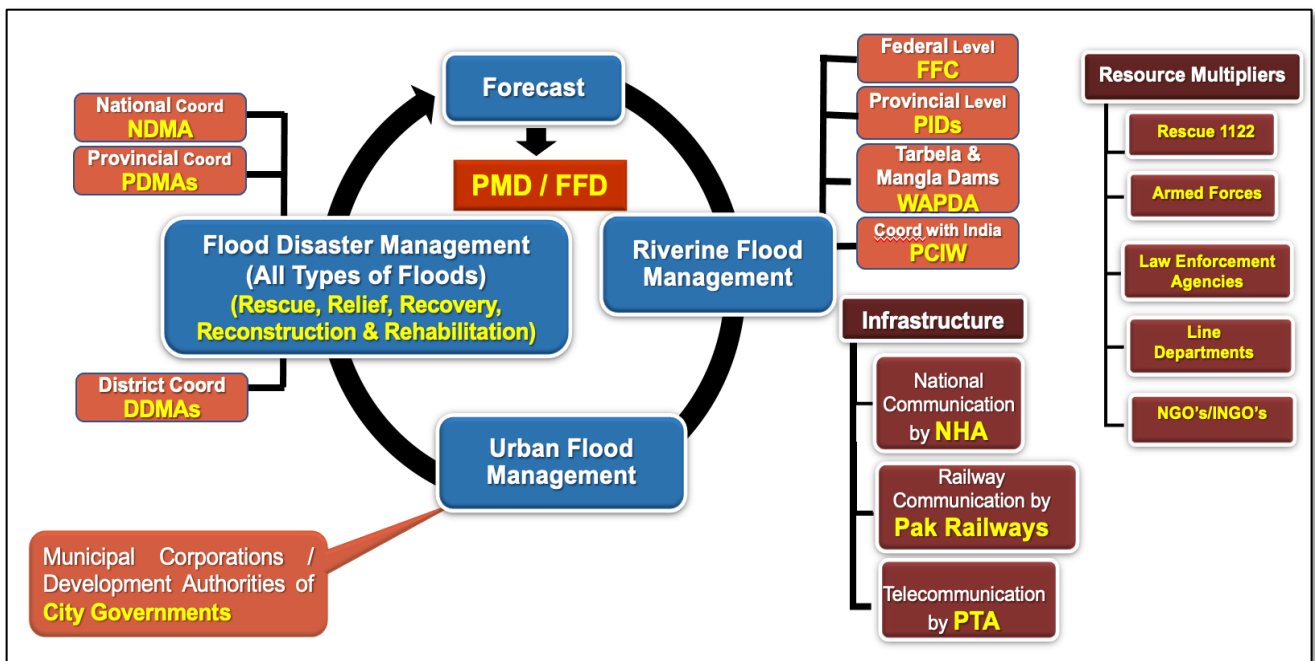 Forecast
PMD / FFD
National Coord
NDMA
Provincial Coord
PDMAs
Flood Disaster Management
(All Types of Floods)
(Rescue, Relief, Recovery,
Reconstruction & Rehabilitation)
District Coord
DDMAs
Urban Flood
Management
Municipal Corporations /
Development Authorities of
City Governments
Riverine Flood
Management
Federal Level
FFC
Provincial Level
PIDs
Tarbela &
Mangla Dams
WAPDA
Coord with India
PCIW
Infrastructure
National
Communication
by NHA
Railway
Communication by
Pak Railways
Telecommunication
by PTA
Resource Multipliers
Rescue 1122
Armed Forces
Law Enforcement
Agencies
Line
Departments
NGO's/INGO's